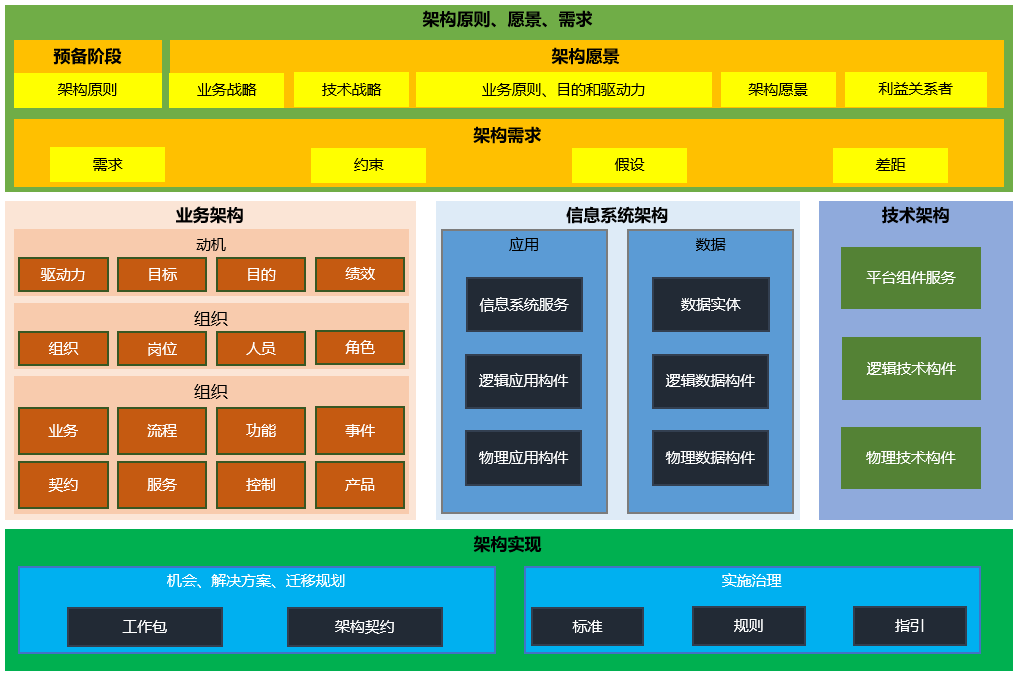 架构原则、愿景、需求
预备阶段
架构原则
架构愿景
业务战略
技术战略
业务原则、目的和驱动力
架构愿景
利益关系者
架构需求
需求
约束
假设
差距
业务架构
动机
驱动力
目标
目的
绩效
组织
组织
岗位
人员
角色
组织
业务
流程
功能
事件
契约
服务
控制
产品
信息系统架构
应用
信息系统服务
逻辑应用构件
物理应用构件
数据
数据实体
逻辑数据构件
物理数据构件
技术架构
平台组件服务
逻辑技术构件
物理技术构件
架构实现
机会、解决方案、迁移规划
工作包
架构契约
实施治理
标准
规则
指引